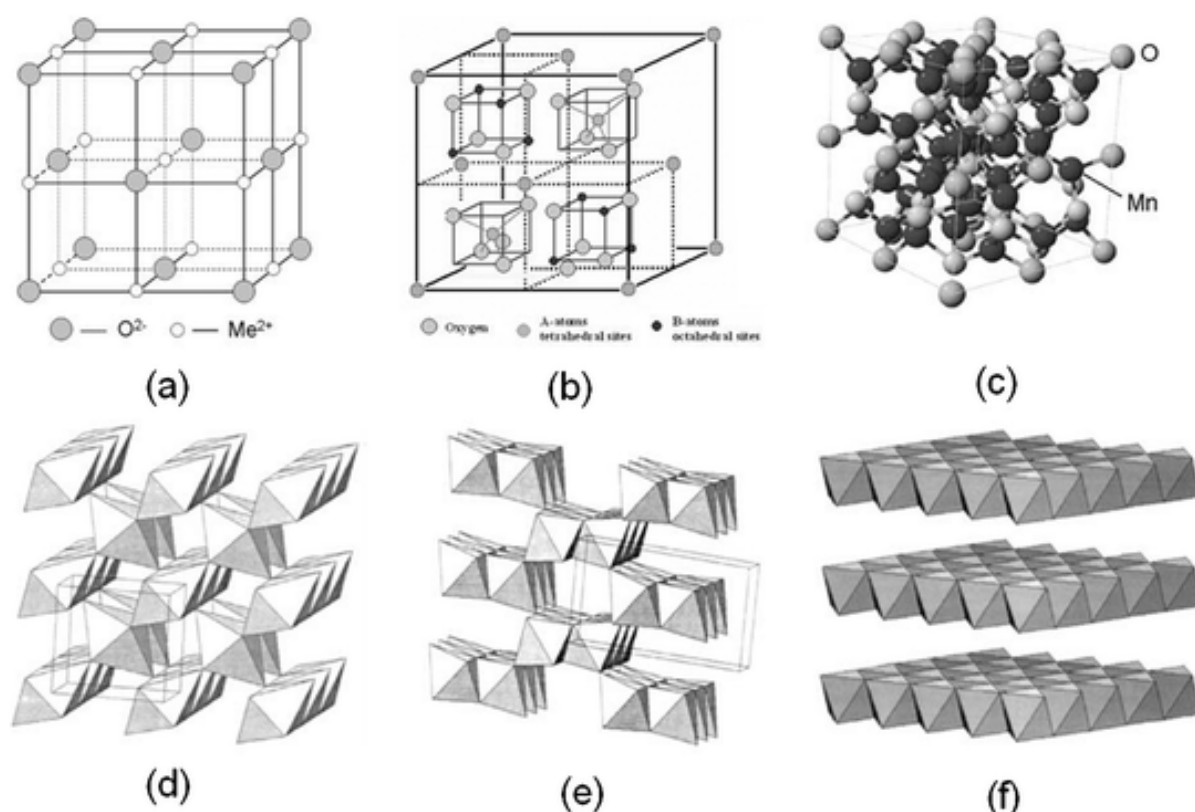 O
Mn
O²⁻ Me²⁺
Oxygen A-atoms tetrahedral sites B-atoms octahedral sites
(a) (b) (c)
(d) (e) (f)